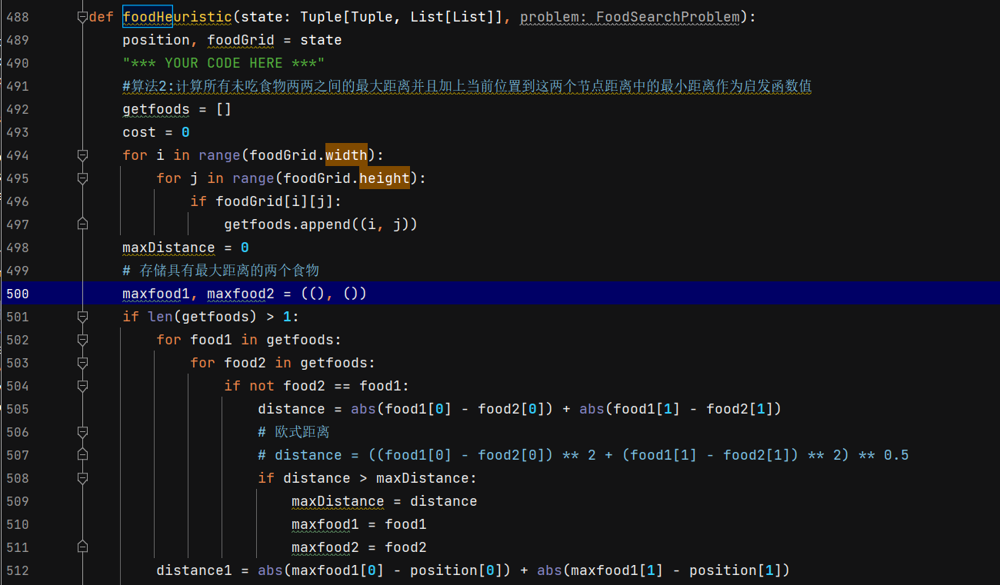 488 def foodHeuristic(state: Tuple[Tuple, List[List]], problem: FoodSearchProblem):
489 position, foodGrid = state
490 "*** YOUR CODE HERE ***"
491 #算法2:计算所有未吃食物两两之间的最大距离并且加上当前位置到这两个节点距离中的最小距离作为启发函数值
492 getfoods = []
493 cost = 0
494 for i in range(foodGrid.width):
495 for j in range(foodGrid.height):
496 if foodGrid[i][j]:
497 getfoods.append((i, j))
498 maxDistance = 0
499 # 存储具有最大距离的两个食物
500 maxfood1, maxfood2 = ((), ())
501 if len(getfoods) > 1:
502 for food1 in getfoods:
503 for food2 in getfoods:
504 if not food2 == food1:
505 distance = abs(food1[0] - food2[0]) + abs(food1[1] - food2[1])
506 # 欧式距离
507 # distance = ((food1[0] - food2[0]) ** 2 + (food1[1] - food2[1]) ** 2) ** 0.5
508 if distance > maxDistance:
509 maxDistance = distance
510 maxfood1 = food1
511 maxfood2 = food2
512 distance1 = abs(maxfood1[0] - position[0]) + abs(maxfood1[1] - position[1])